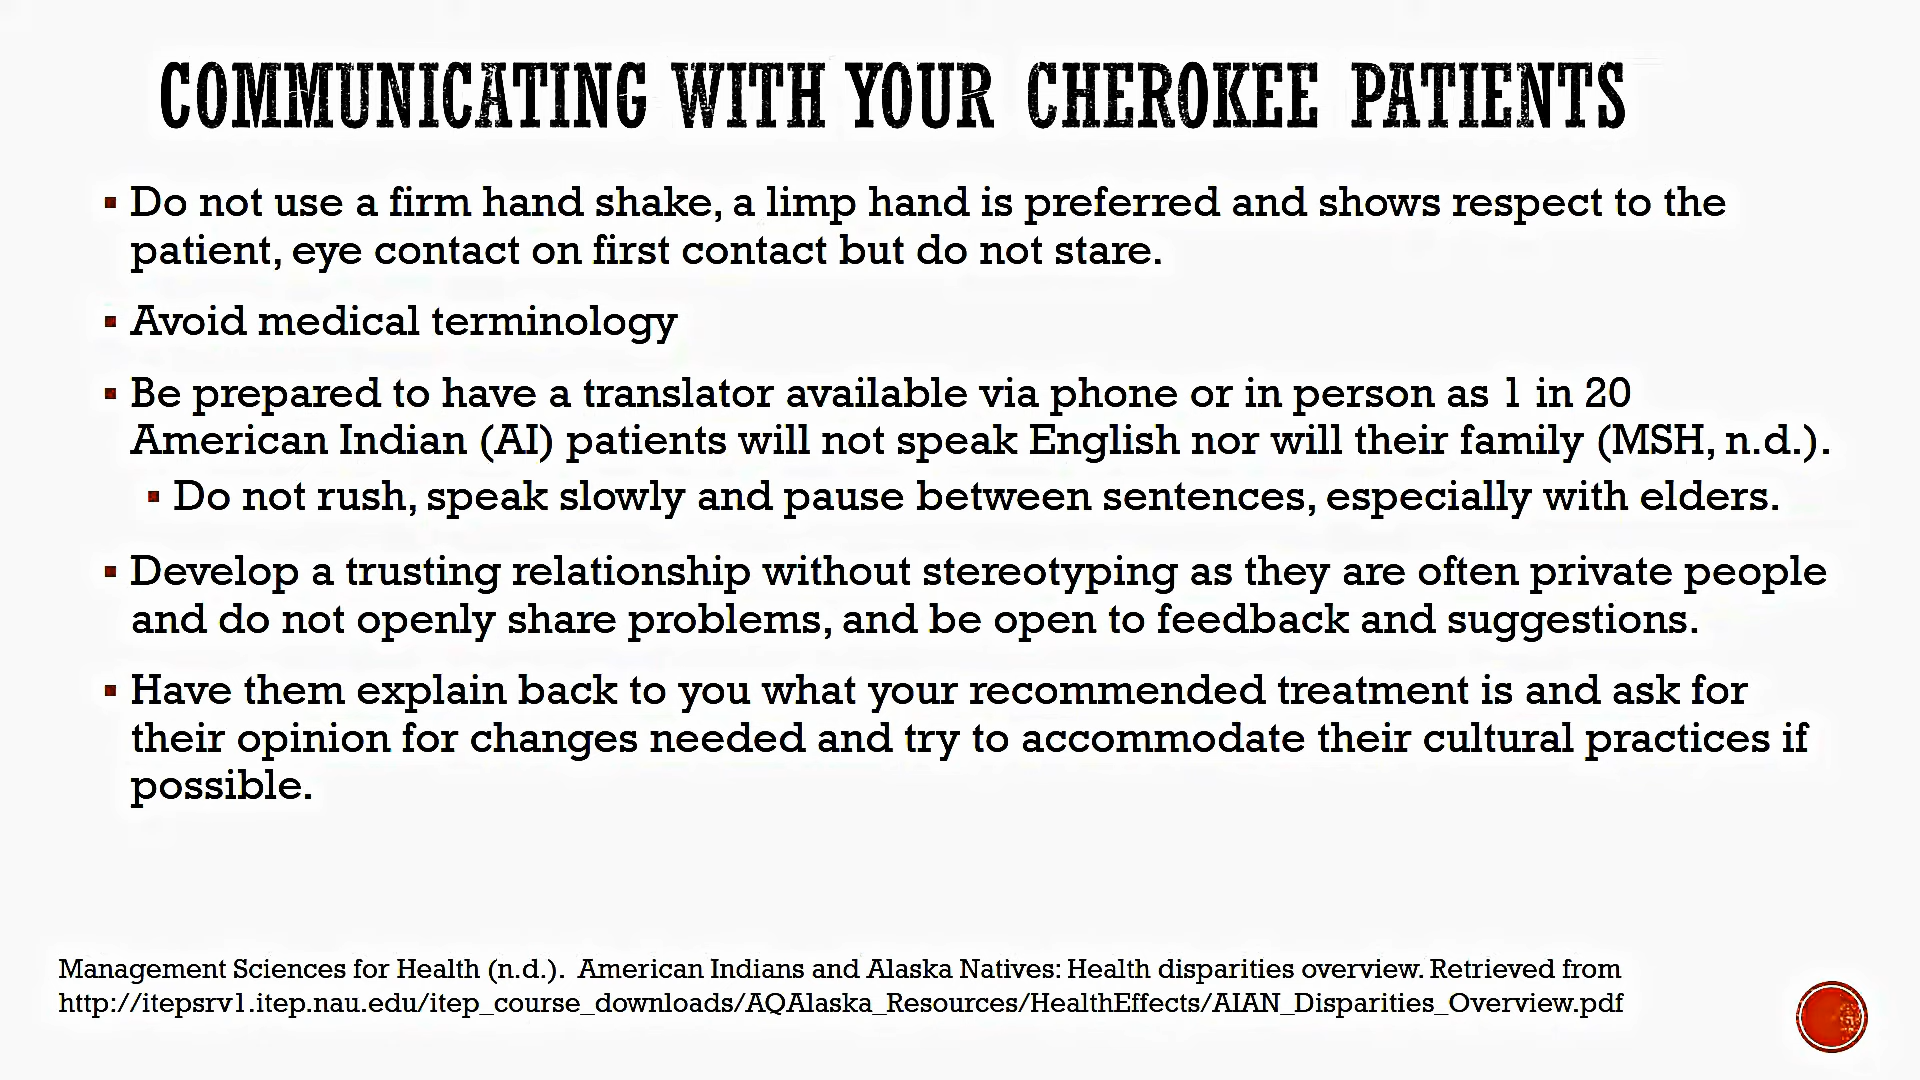 COMMUNICATING WITH YOUR CHEROKEE PATIENTS
▪ Do not use a firm hand shake, a limp hand is preferred and shows respect to the
patient, eye contact on first contact but do not stare.
▪ Avoid medical terminology
▪ Be prepared to have a translator available via phone or in person as 1 in 20
American Indian (AI) patients will not speak English nor will their family (MSH, n.d.).
▪ Do not rush, speak slowly and pause between sentences, especially with elders.
▪ Develop a trusting relationship without stereotyping as they are often private people
and do not openly share problems, and be open to feedback and suggestions.
▪ Have them explain back to you what your recommended treatment is and ask for
their opinion for changes needed and try to accommodate their cultural practices if
possible.
Management Sciences for Health (n.d.). American Indians and Alaska Natives: Health disparities overview. Retrieved from
http://itepsrv1.itep.nau.edu/itep_course_downloads/AQAlaska_Resources/HealthEffects/AIAN_Disparities_Overview.pdf